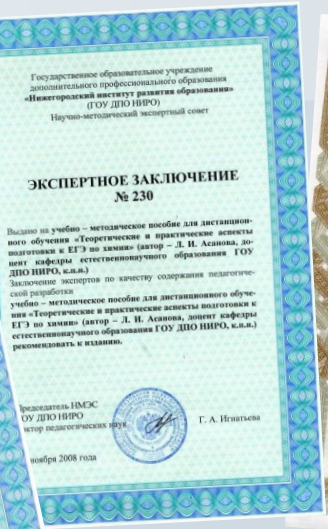 Государственное образовательное учреждение
дополнительного профессионального образования
«Нижегородский институт развития образования»
(ГОУ ДПО НИРО)
Научно-методический экспертный совет
ЭКСПЕРТНОЕ ЗАКЛЮЧЕНИЕ
№ 230
Выдано на учебно – методическое пособие для дистанцион-
ного обучения «Теоретические и практические аспекты
подготовки к ЕГЭ по химии» (автор – Л. И. Асанова, до-
цент кафедры естественнонаучного образования ГОУ
ДПО НИРО, к.п.н.)
Заключение экспертов по качеству содержания педагогиче-
ской разработки
учебно – методическое пособие для дистанционного обуче-
ния «Теоретические и практические аспекты подготовки к
ЕГЭ по химии» (автор – Л. И. Асанова, доцент кафедры
естественнонаучного образования ГОУ ДПО НИРО, к.п.н.)
рекомендовать к изданию.
Председатель НМЭС
ГОУ ДПО НИРО
доктор педагогических наук Г. А. Игнатьева
ноября 2008 года